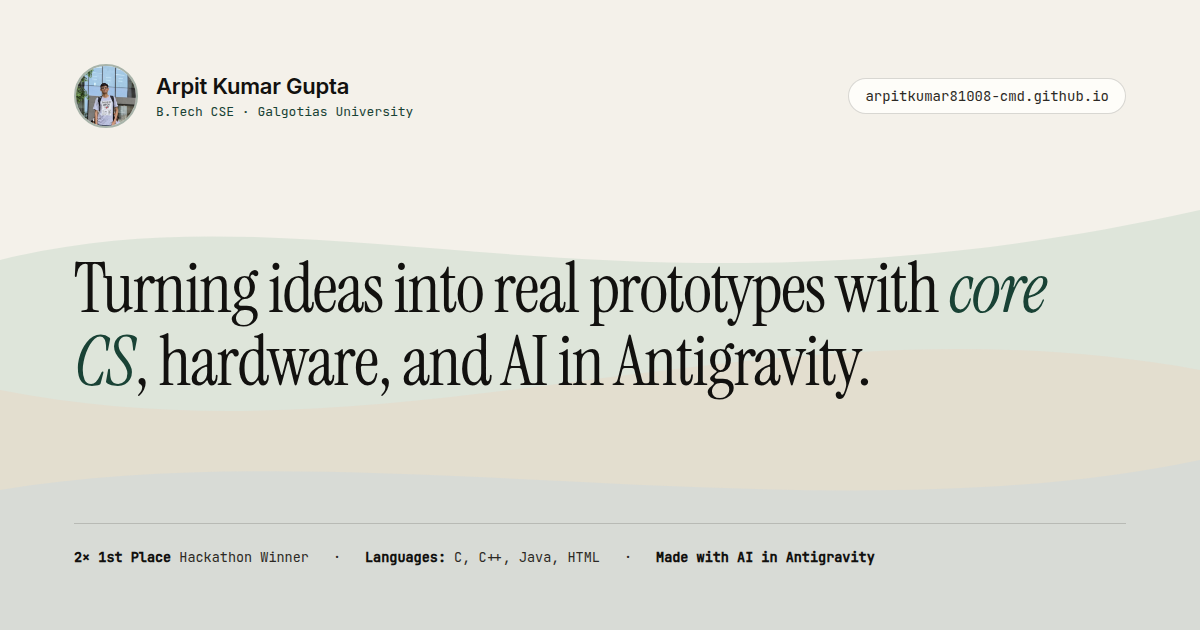 Arpit Kumar Gupta
B.Tech CSE · Galgotias University
arpitkumar81008-cmd.github.io
Turning ideas into real prototypes with core
CS, hardware, and AI in Antigravity.
2× 1st Place Hackathon Winner · Languages: C, C++, Java, HTML · Made with AI in Antigravity